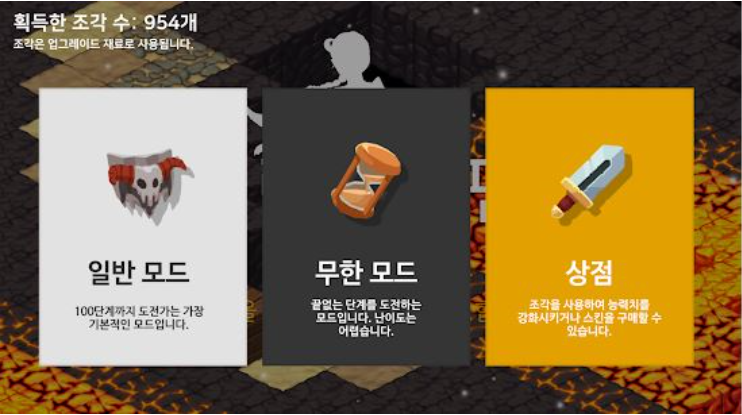 획득한 조각 수: 954개
조각은 업그레이드 재료로 사용됩니다.
일반 모드
100단계까지 도전가는 가장
기본적인 모드입니다.
무한 모드
끝없는 단계를 도전하는
모드입니다. 난이도는
어렵습니다.
상점
조각을 사용하여 능력치를
강화시키거나 스킨을 구매할 수
있습니다.